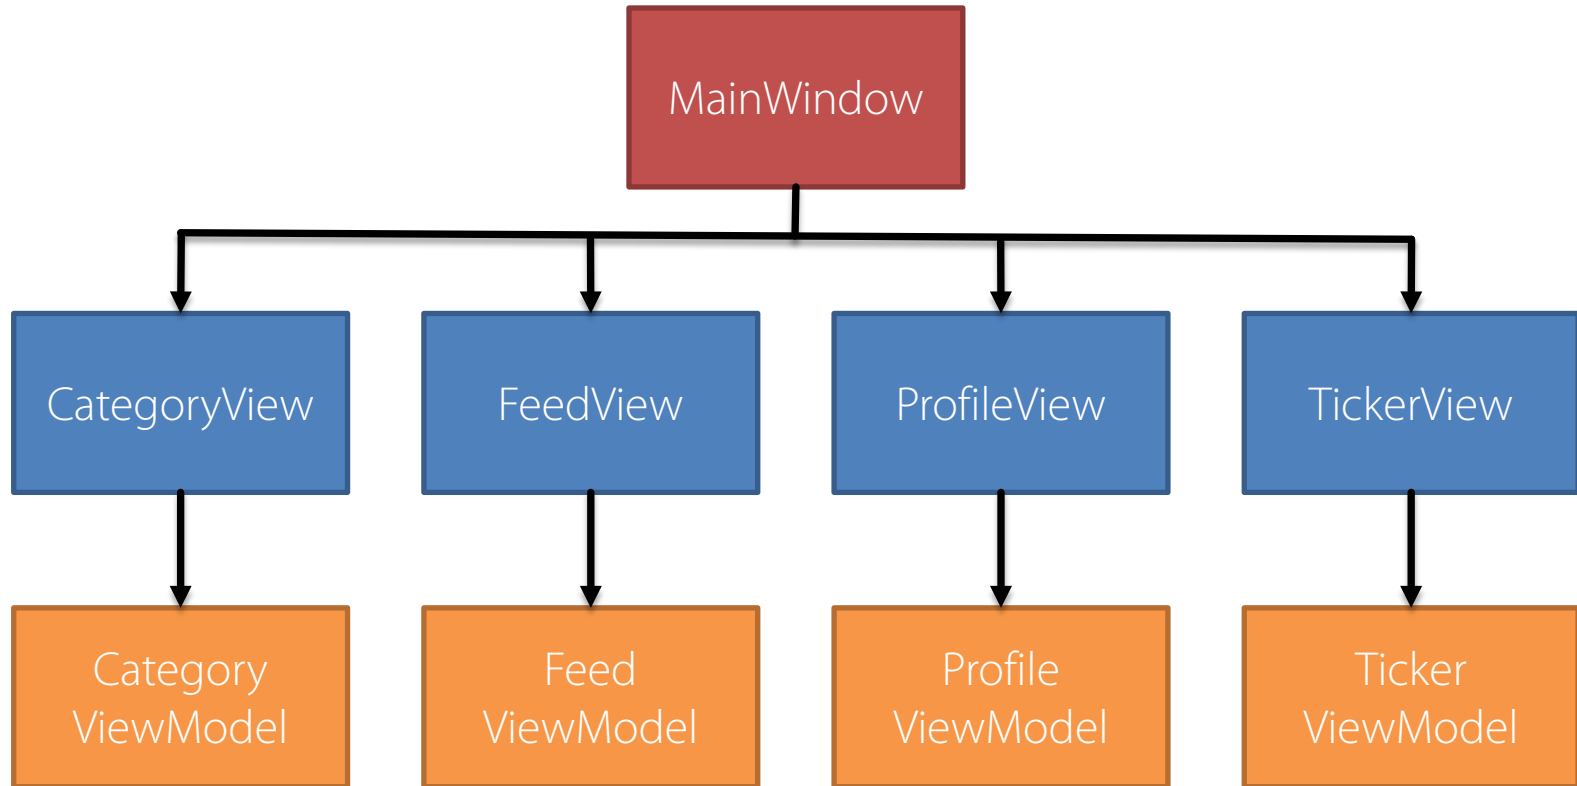 MainWindow
CategoryView
FeedView
ProfileView
TickerView
Category
ViewModel
Feed
ViewModel
Profile
ViewModel
Ticker
ViewModel